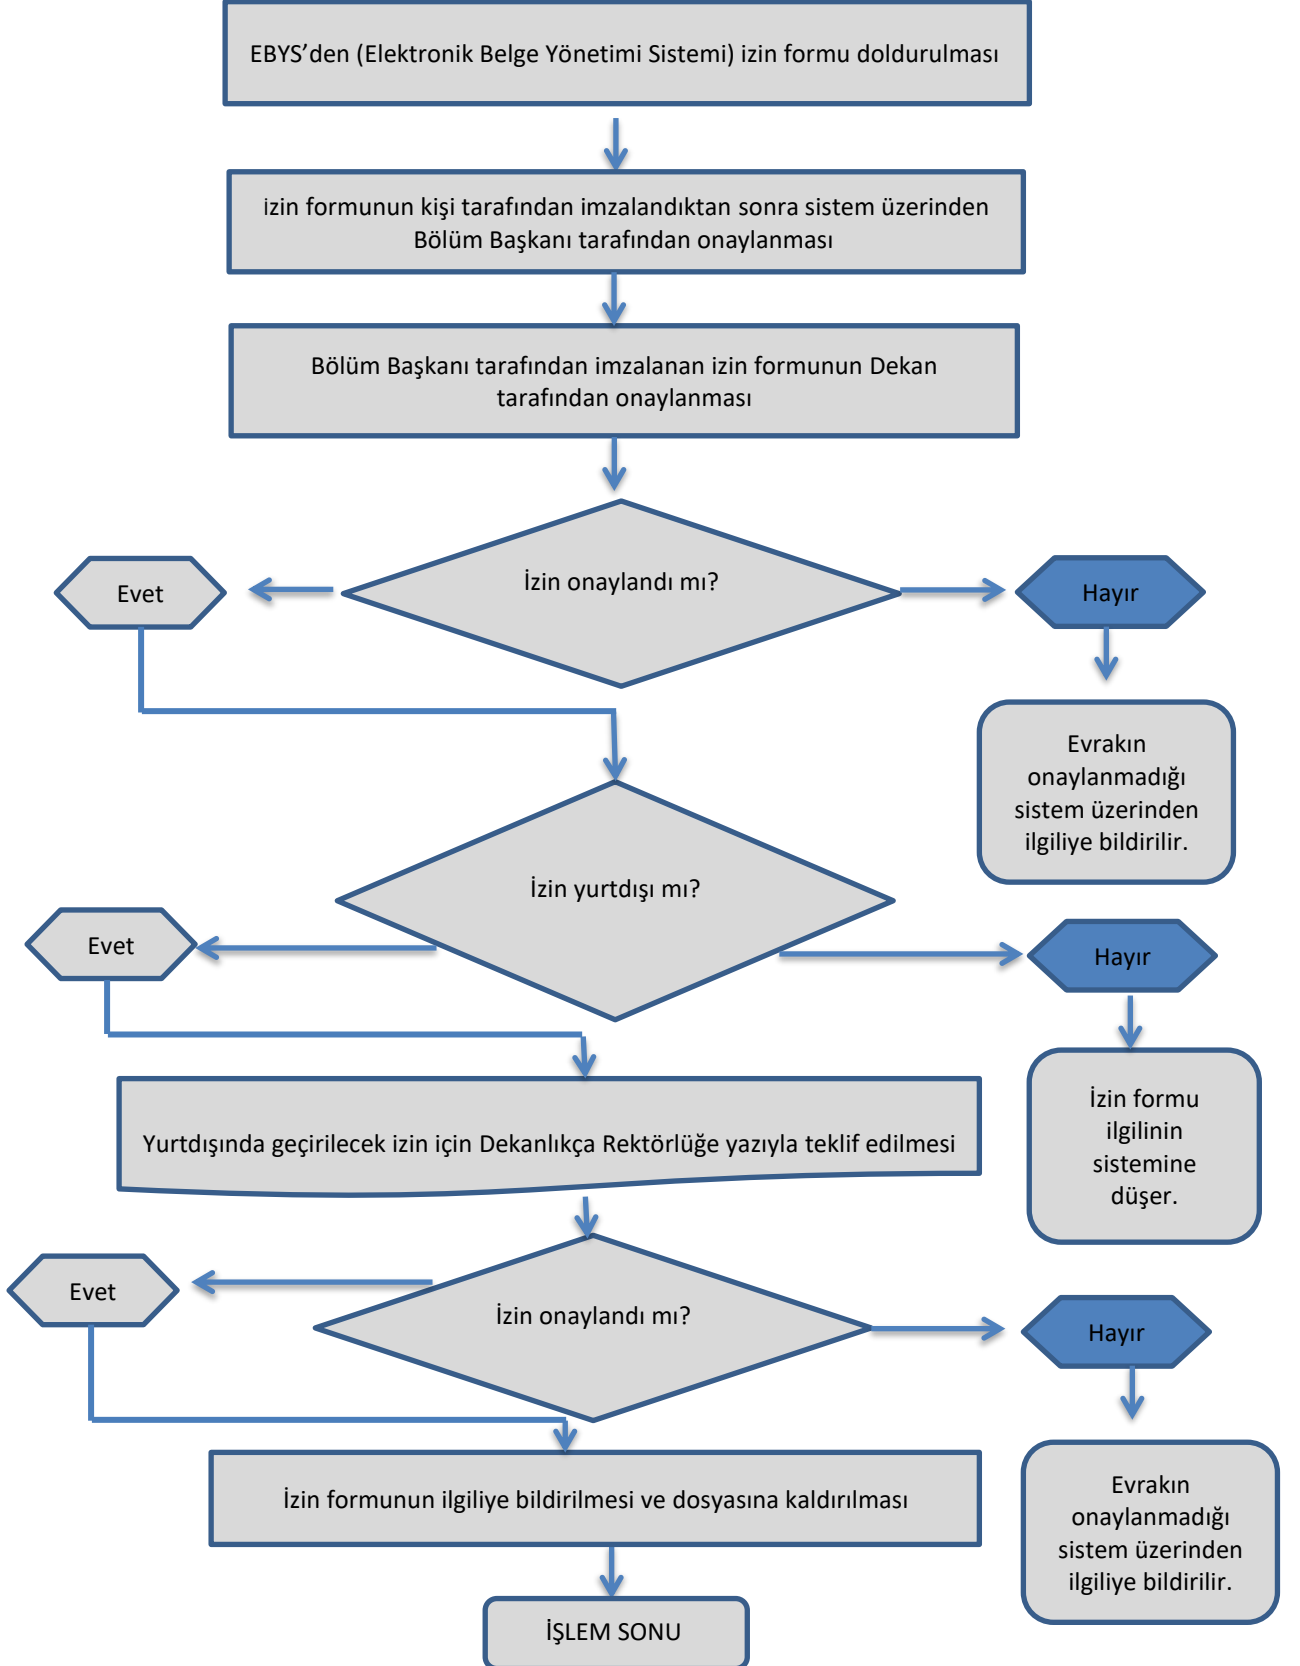 EBYS’den (Elektronik Belge Yönetimi Sistemi) izin formu doldurulması
izin formunun kişi tarafından imzalandıktan sonra sistem üzerinden
Bölüm Başkanı tarafından onaylanması
Bölüm Başkanı tarafından imzalanan izin formunun Dekan
tarafından onaylanması
İzin onaylandı mı?
Evet
Hayır
Evrakın
onaylanmadığı
sistem üzerinden
ilgiliye bildirilir.
İzin yurtdışı mı?
Evet
Hayır
İzin formu
ilgilinin
sistemine
düşer.
Yurtdışında geçirilecek izin için Dekanlıkça Rektörlüğe yazıyla teklif edilmesi
İzin onaylandı mı?
Evet
Hayır
Evrakın
onaylanmadığı
sistem üzerinden
ilgiliye bildirilir.
İzin formunun ilgiliye bildirilmesi ve dosyasına kaldırılması
İŞLEM SONU